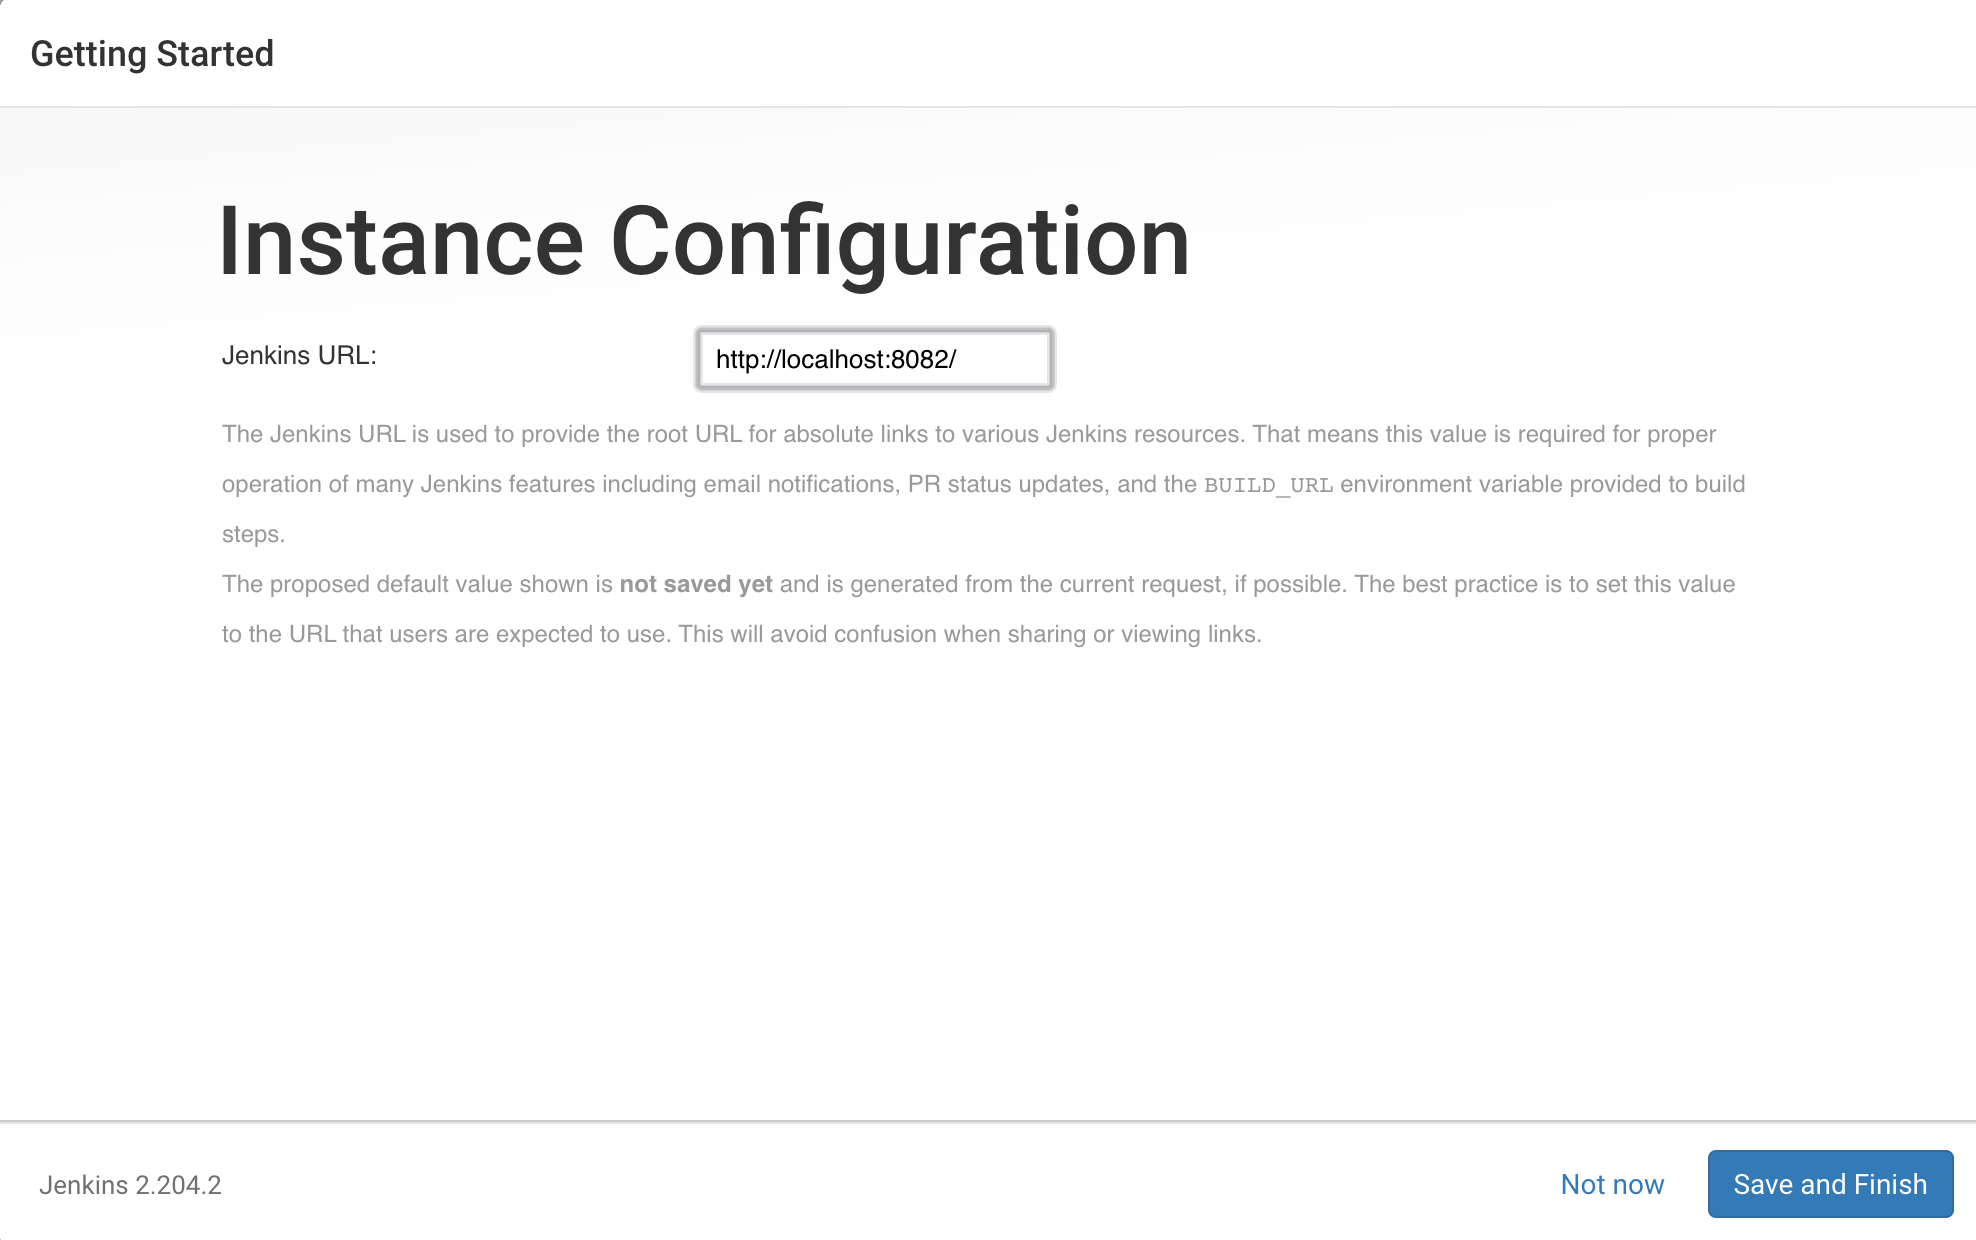 Getting Started
Instance Configuration
Jenkins URL:
http://localhost:8082/
The Jenkins URL is used to provide the root URL for absolute links to various Jenkins resources. That means this value is required for proper
operation of many Jenkins features including email notifications, PR status updates, and the BUILD_URL environment variable provided to build
steps.
The proposed default value shown is not saved yet and is generated from the current request, if possible. The best practice is to set this value
to the URL that users are expected to use. This will avoid confusion when sharing or viewing links.
Jenkins 2.204.2
Not now
Save and Finish